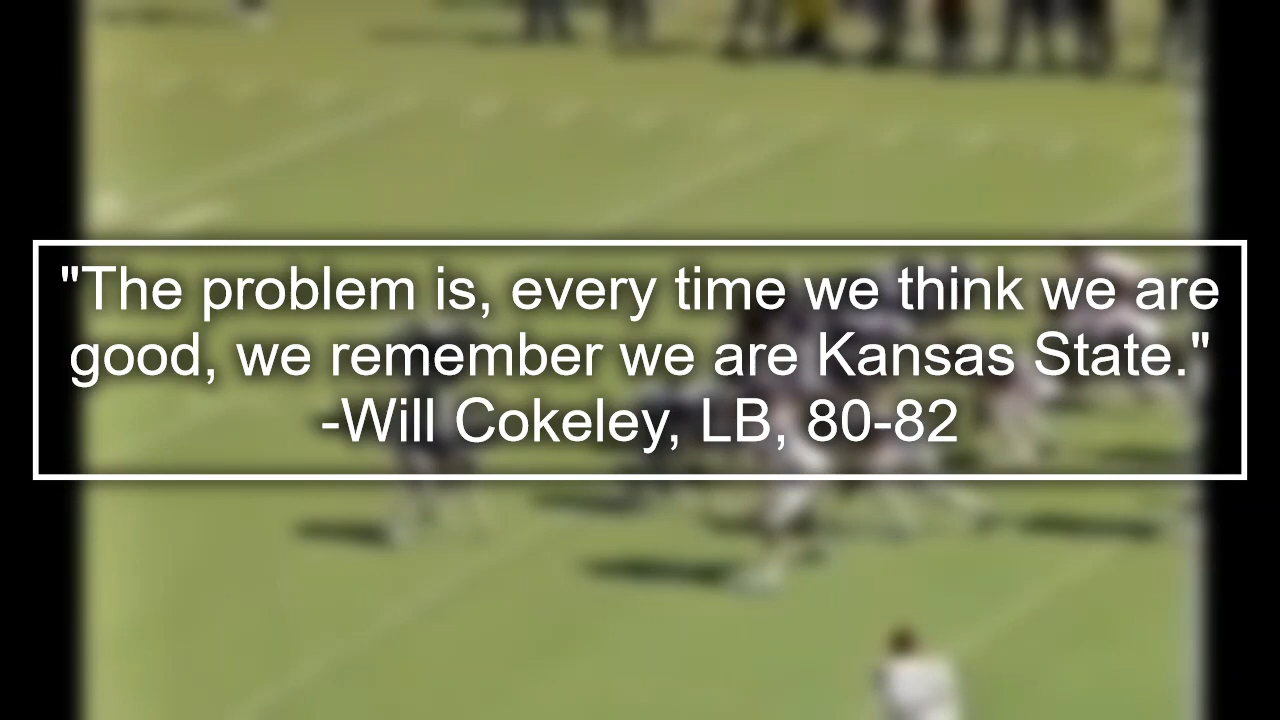 "The problem is, every time we think we are
good, we remember we are Kansas State."
-Will Cokeley, LB, 80-82